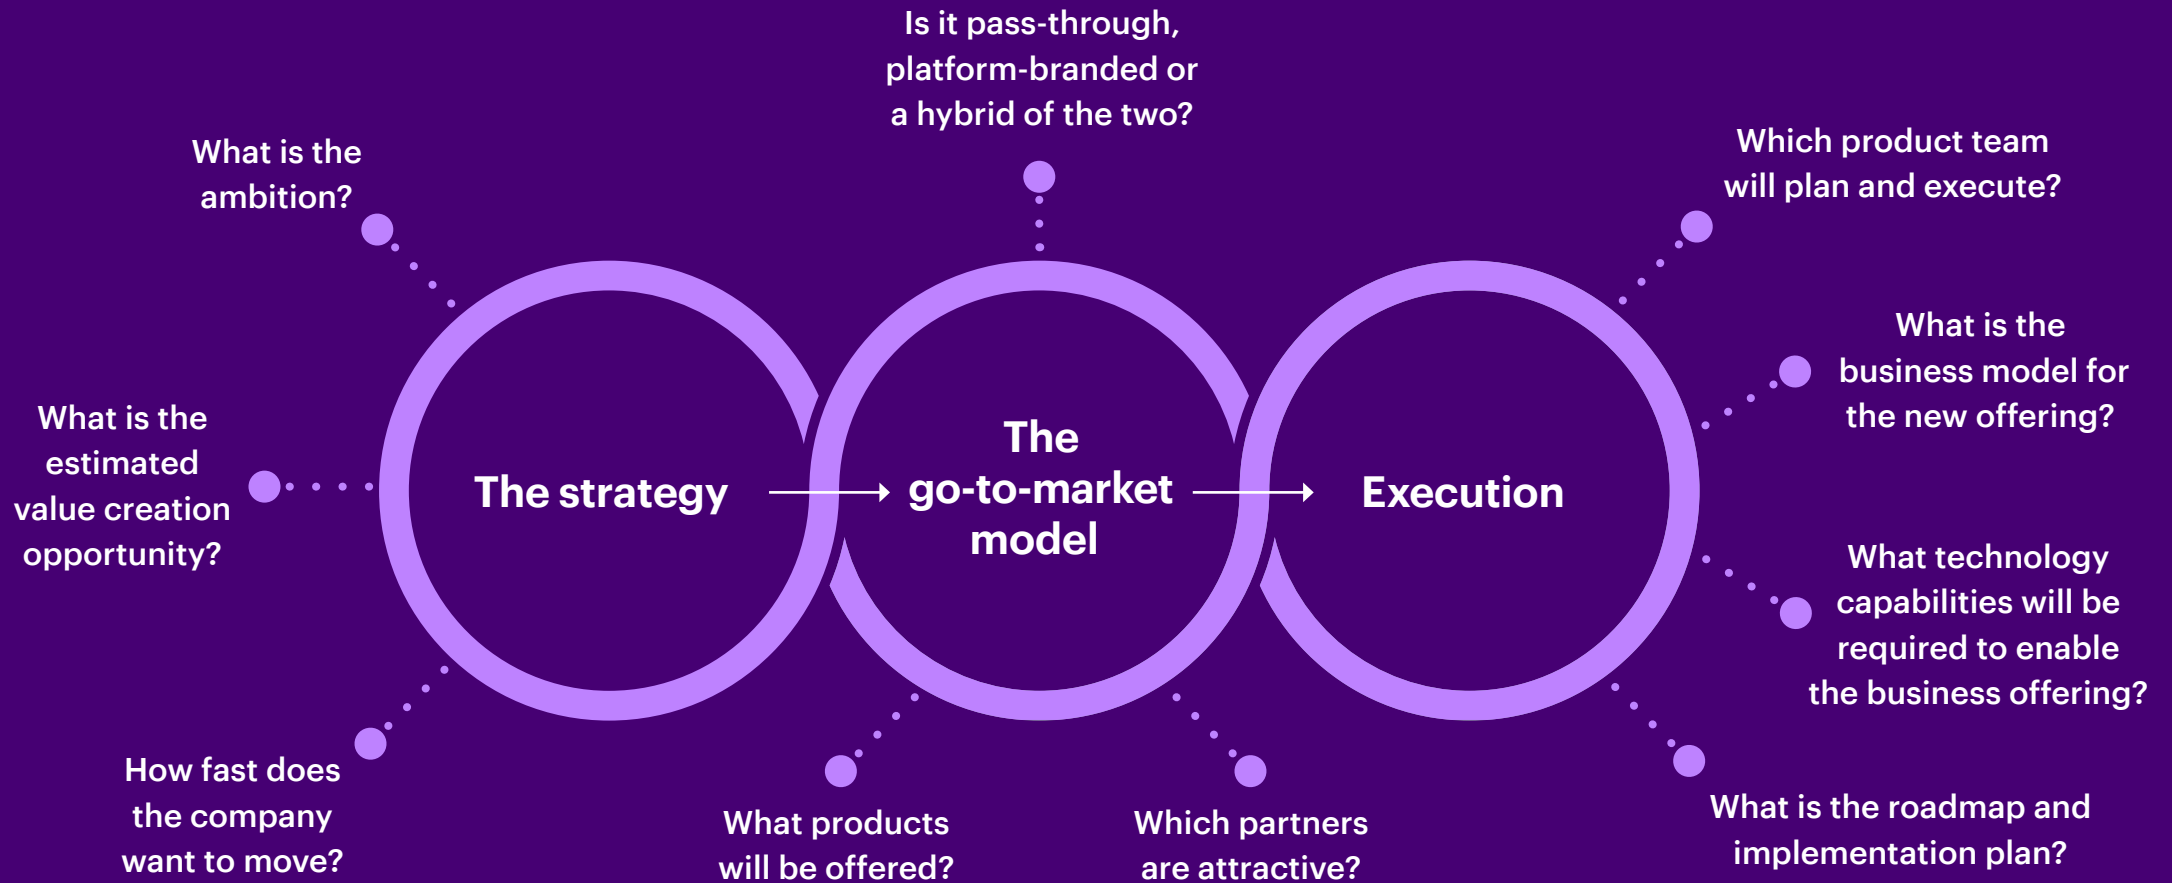 Is it pass-through,
platform-branded or
a hybrid of the two?
What is the
ambition?
What is the
estimated
value creation
opportunity?
How fast does
the company
want to move?
The strategy
The
go-to-market
model
What products
will be offered?
Which partners
are attractive?
Execution
Which product team
will plan and execute?
What is the
business model for
the new offering?
What technology
capabilities will be
required to enable
the business offering?
What is the roadmap and
implementation plan?